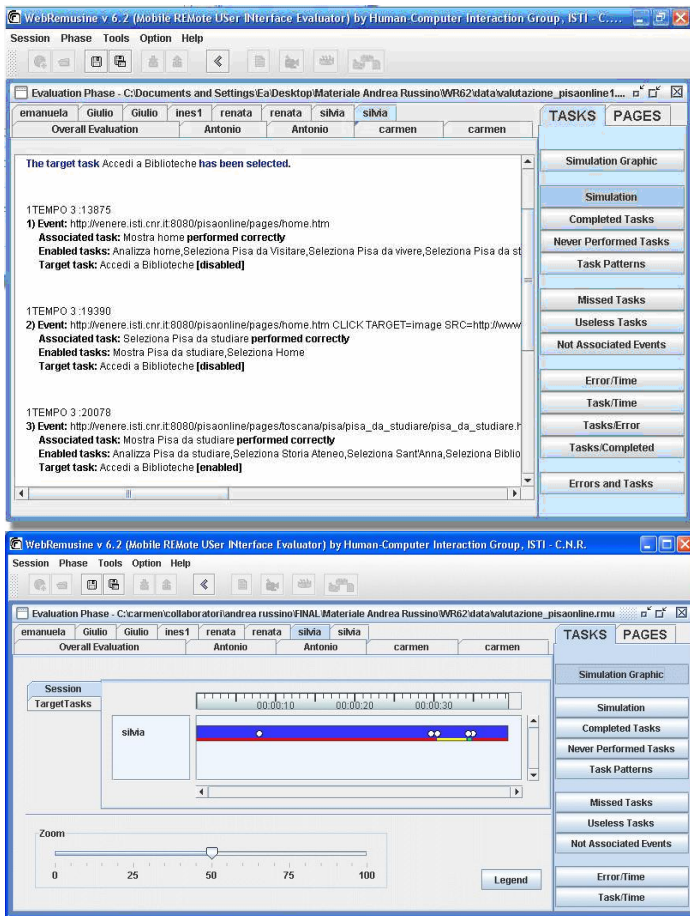 WebRemusine v 6.2 (Mobile REMote USer INterface Evaluator) by Human-Computer Interaction Group, ISTI - C....
Session Phase Tools Option Help
Evaluation Phase - C:\Documents and Settings\Ea\Desktop\Materiale Andrea Russino\WR62\data\valutazione_pisaonline1....
emanuela Giulio Giulio ines1 renata renata silvia silvia
Overall Evaluation Antonio Antonio carmen carmen
TASKS PAGES
The target task Accedi a Biblioteche has been selected.
1TEMPO 3 :13875
1) Event: http://venere.isti.cnr.it:8080/pisaonline/pages/home.htm
Associated task: Mostra home performed correctly
Enabled tasks: Analizza home,Seleziona Pisa da Visitare,Seleziona Pisa da vivere,Seleziona Pisa da st
Target task: Accedi a Biblioteche [disabled]
1TEMPO 3 :19390
2) Event: http://venere.isti.cnr.it:8080/pisaonline/pages/home.htm CLICK TARGET=image SRC=http://www
Associated task: Seleziona Pisa da studiare performed correctly
Enabled tasks: Mostra Pisa da studiare,Seleziona Home
Target task: Accedi a Biblioteche [disabled]
1TEMPO 3 :20078
3) Event: http://venere.isti.cnr.it:8080/pisaonline/pages/toscana/pisa/pisa_da_studiare/pisa_da_studiare.h
Associated task: Mostra Pisa da studiare performed correctly
Enabled tasks: Analizza Pisa da studiare,Seleziona Storia Ateneo,Seleziona Sant'Anna,Seleziona Biblio
Target task: Accedi a Biblioteche [enabled]
Simulation Graphic
Simulation
Completed Tasks
Never Performed Tasks
Task Patterns
Missed Tasks
Useless Tasks
Not Associated Events
Error/Time
Task/Time
Tasks/Error
Tasks/Completed
Errors and Tasks
WebRemusine v 6.2 (Mobile REMote USer INterface Evaluator) by Human-Computer Interaction Group, ISTI - C.N.R.
Session Phase Tools Option Help
Evaluation Phase - C:\carmen\collaboratori\andrea russino\FINAL\Materiale Andrea Russino\WR62\data\valutazione_pisaonline.rmu
emanuela Giulio Giulio ines1 renata renata silvia silvia
Overall Evaluation Antonio Antonio carmen carmen
TASKS PAGES
Session
TargetTasks
00:00:10 00:00:20 00:00:30
silvia
Zoom
0 25 50 75 100
Legend
Simulation Graphic
Simulation
Completed Tasks
Never Performed Tasks
Task Patterns
Missed Tasks
Useless Tasks
Not Associated Events
Error/Time
Task/Time